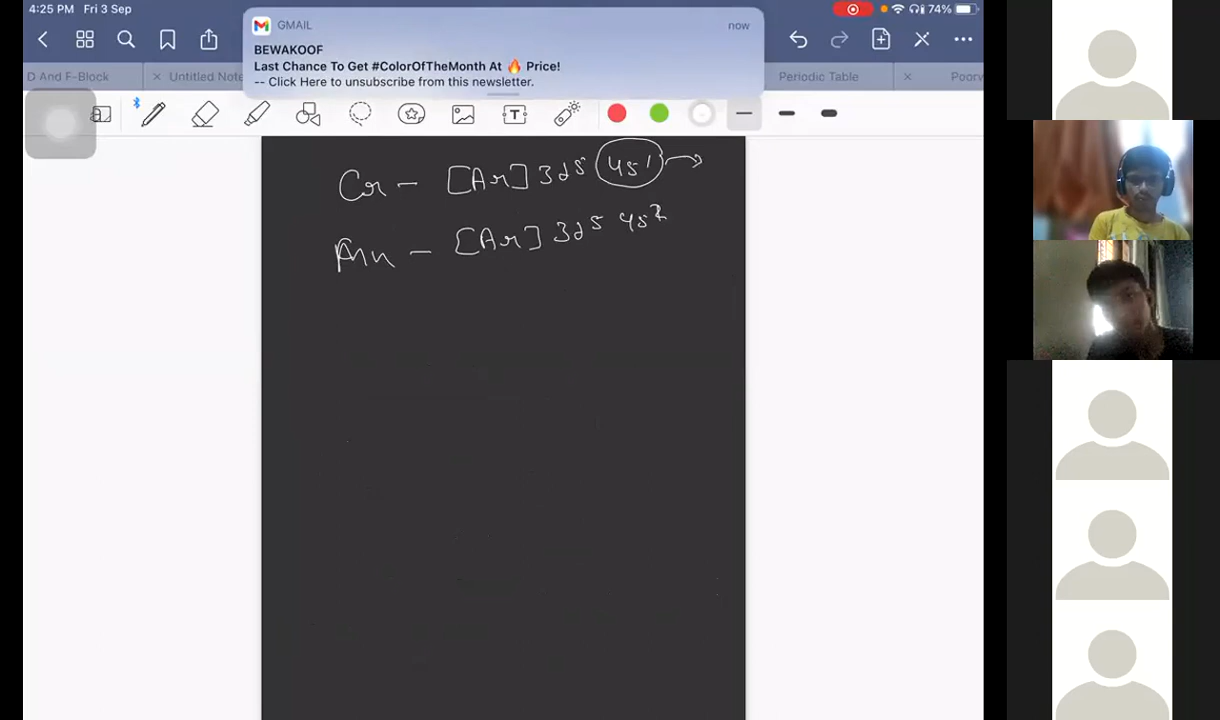 4:25 PM Fri 3 Sep
74%
GMAIL
now
BEWAKOOF
Last Chance To Get #ColorOfTheMonth At 🔥 Price!
-- Click Here to unsubscribe from this newsletter.
D And F-Block
Untitled Note
Periodic Table
Poorv
T
Cr – [Ar] 3d5 4s1 →
Mn – [Ar] 3d5 4s2